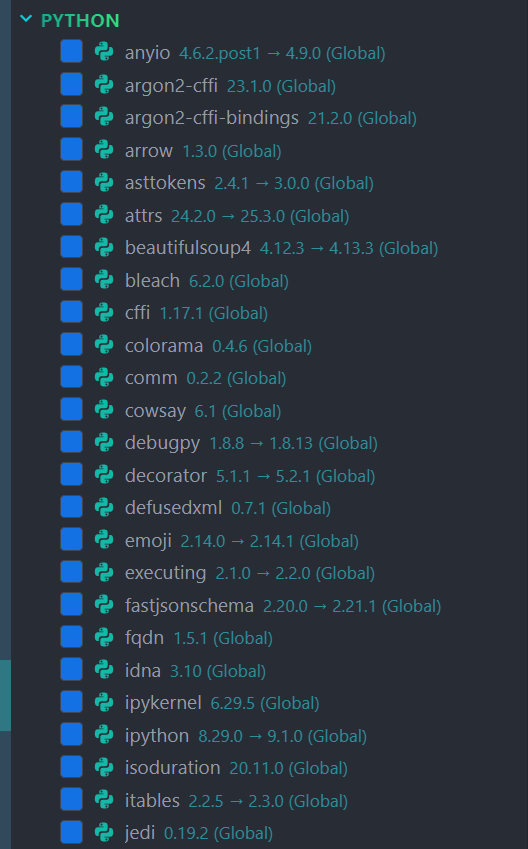 PYTHON
anyio 4.6.2.post1 → 4.9.0 (Global)
argon2-cffi 23.1.0 (Global)
argon2-cffi-bindings 21.2.0 (Global)
arrow 1.3.0 (Global)
asttokens 2.4.1 → 3.0.0 (Global)
attrs 24.2.0 → 25.3.0 (Global)
beautifulsoup4 4.12.3 → 4.13.3 (Global)
bleach 6.2.0 (Global)
cffi 1.17.1 (Global)
colorama 0.4.6 (Global)
comm 0.2.2 (Global)
cowsay 6.1 (Global)
debugpy 1.8.8 → 1.8.13 (Global)
decorator 5.1.1 → 5.2.1 (Global)
defusedxml 0.7.1 (Global)
emoji 2.14.0 → 2.14.1 (Global)
executing 2.1.0 → 2.2.0 (Global)
fastjsonschema 2.20.0 → 2.21.1 (Global)
fqdn 1.5.1 (Global)
idna 3.10 (Global)
ipykernel 6.29.5 (Global)
ipython 8.29.0 → 9.1.0 (Global)
isoduration 20.11.0 (Global)
itables 2.2.5 → 2.3.0 (Global)
jedi 0.19.2 (Global)